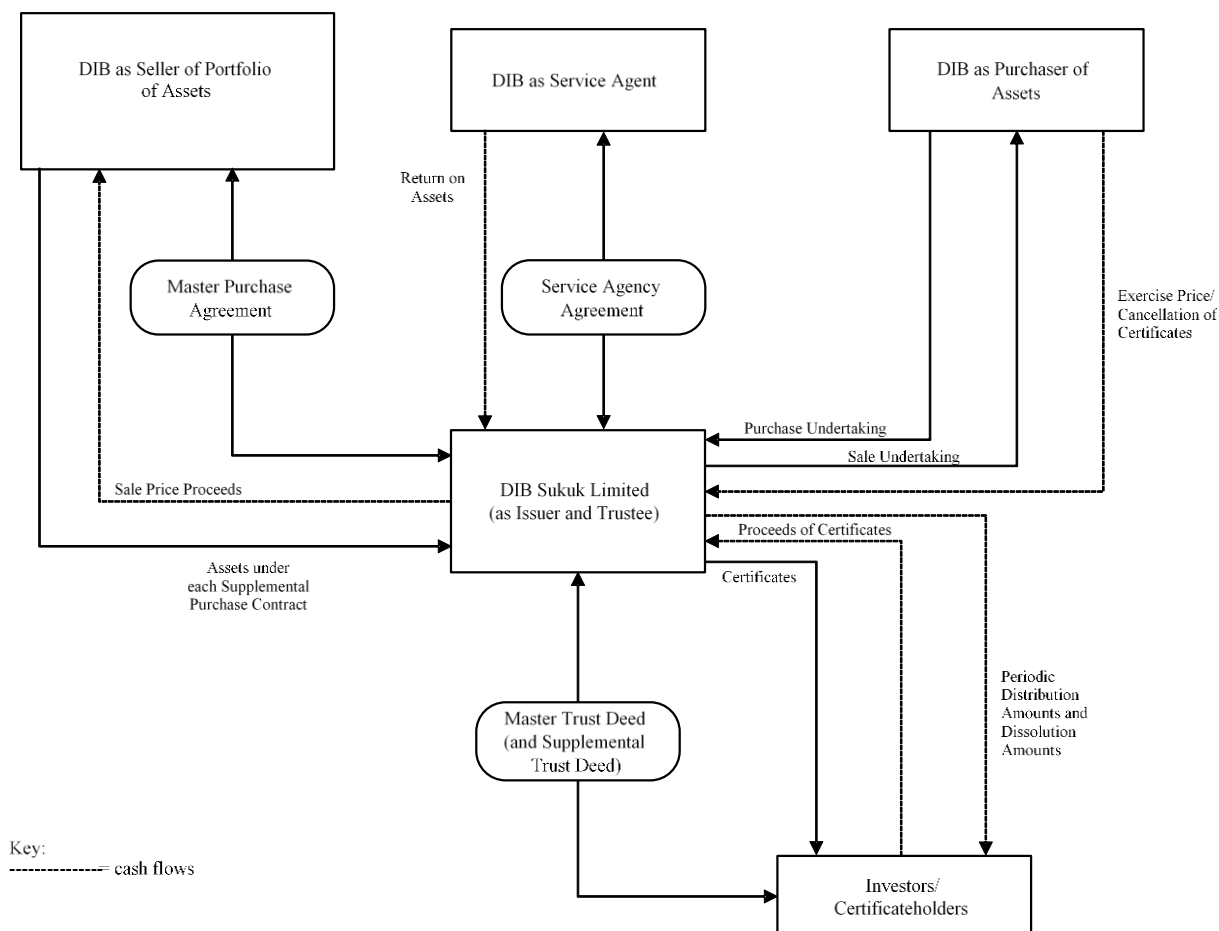 DIB as Seller of Portfolio
of Assets
DIB as Service Agent
DIB as Purchaser of
Assets
Return on
Assets
Master Purchase
Agreement
Service Agency
Agreement
Exercise Price/
Cancellation of
Certificates
Purchase Undertaking
Sale Undertaking
Sale Price Proceeds
DIB Sukuk Limited
(as Issuer and Trustee)
Proceeds of Certificates
Certificates
Assets under
each Supplemental
Purchase Contract
Periodic
Distribution
Amounts and
Dissolution
Amounts
Master Trust Deed
(and Supplemental
Trust Deed)
Key:
= cash flows
Investors/
Certificateholders